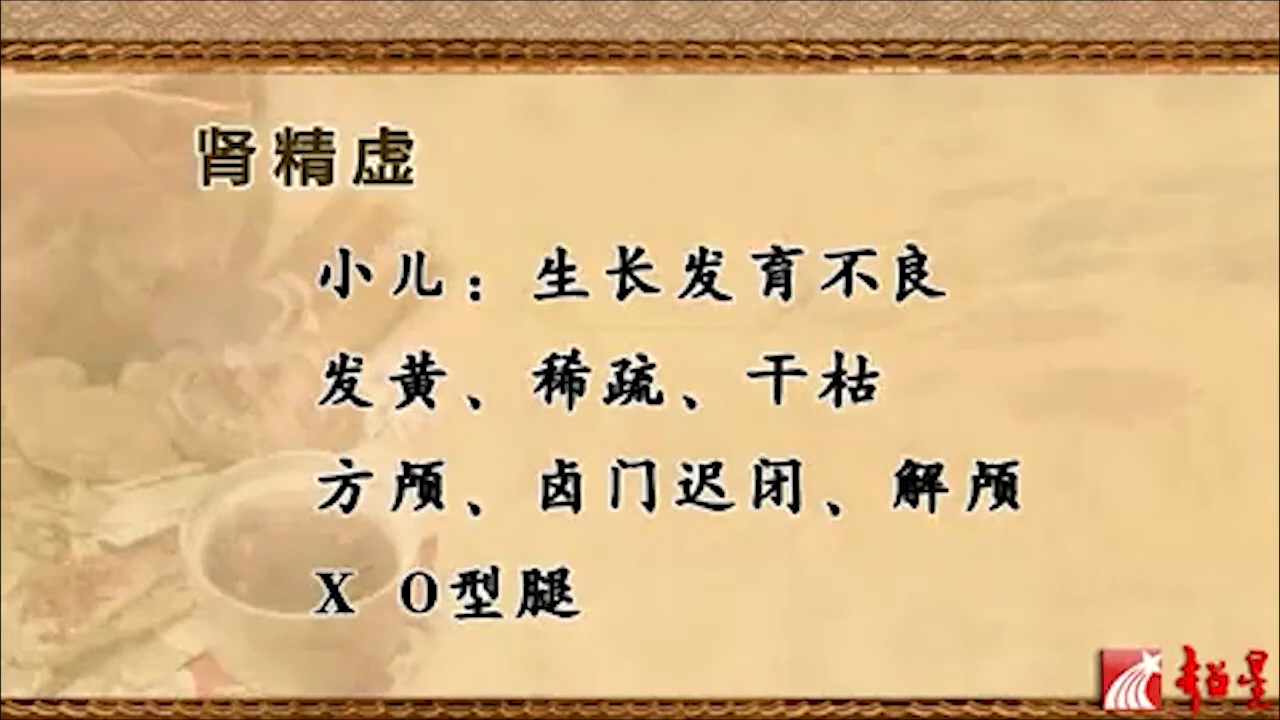 肾精虚
小儿：生长发育不良
发黄、稀疏、干枯
方颅、卤门迟闭、解颅
X O型腿
超星